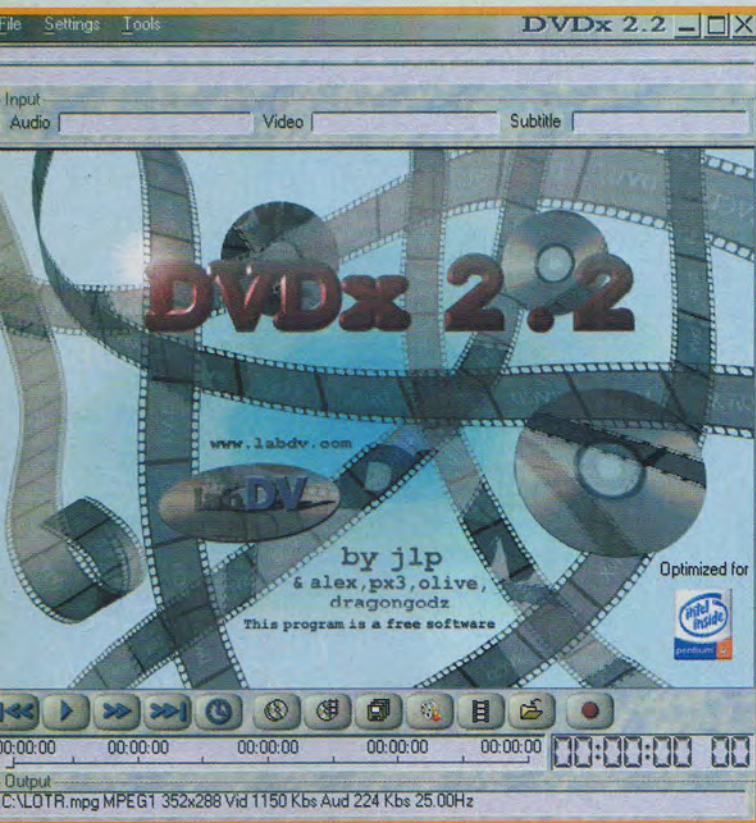 File Settings Tools DVDx 2.2
Input
Audio Video Subtitle
DVDx 2.2
www.labdv.com
labDV
by jlp
& alex,px3,olive,
dragongodz
This program is a free software
Optimized for
intel
inside
pentium
00:00:00 00:00:00 00:00:00 00:00:00 00:00:00 00:00:00 00
Output
C:\LOTR.mpg MPEG1 352x288 Vid 1150 Kbs Aud 224 Kbs 25.00Hz